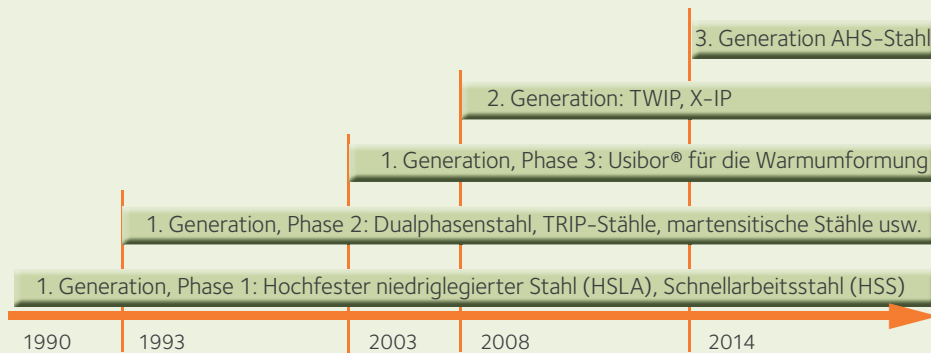 3. Generation AHS-Stahl
2. Generation: TWIP, X-IP
1. Generation, Phase 3: Usibor® für die Warmumformung
1. Generation, Phase 2: Dualphasenstahl, TRIP-Stähle, martensitische Stähle usw.
1. Generation, Phase 1: Hochfester niedriglegierter Stahl (HSLA), Schnellarbeitsstahl (HSS)
1990 1993 2003 2008 2014